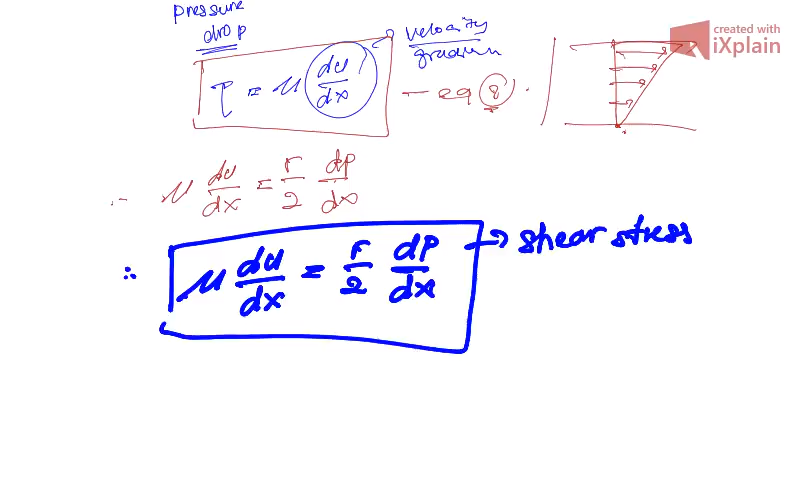 pressure
drop
velocity
gradien
τ = μ du/dx - eq 8.
∴ μ du/dx = r/2 dp/dx
∴ μ du/dx = r/2 dp/dx → shear stress
created with
iXplain